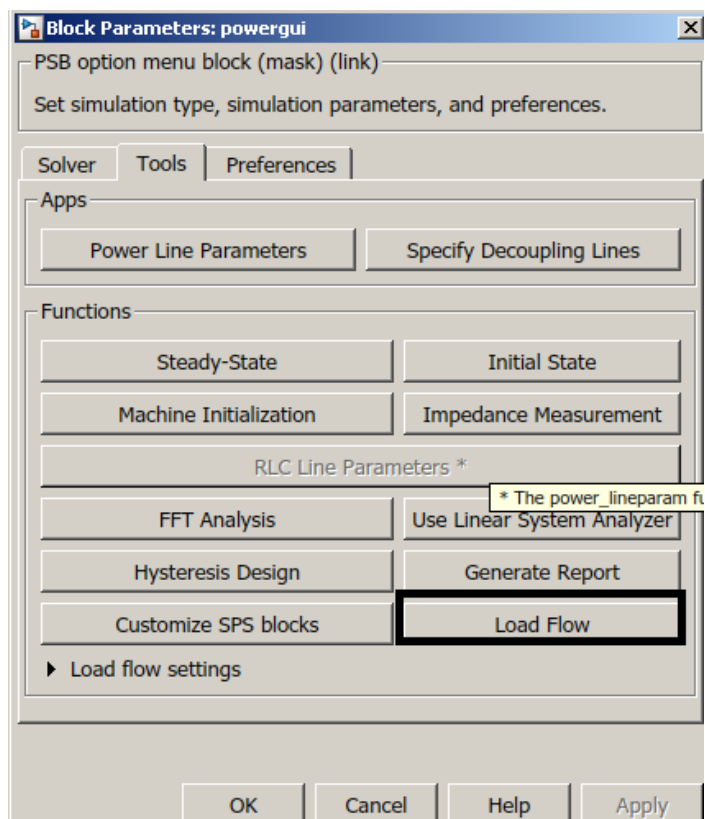 Block Parameters: powergui
PSB option menu block (mask) (link)
Set simulation type, simulation parameters, and preferences.
Solver Tools Preferences
Apps
Power Line Parameters Specify Decoupling Lines
Functions
Steady-State Initial State
Machine Initialization Impedance Measurement
RLC Line Parameters *
* The power_lineparam fu
FFT Analysis Use Linear System Analyzer
Hysteresis Design Generate Report
Customize SPS blocks Load Flow
Load flow settings
OK Cancel Help Apply